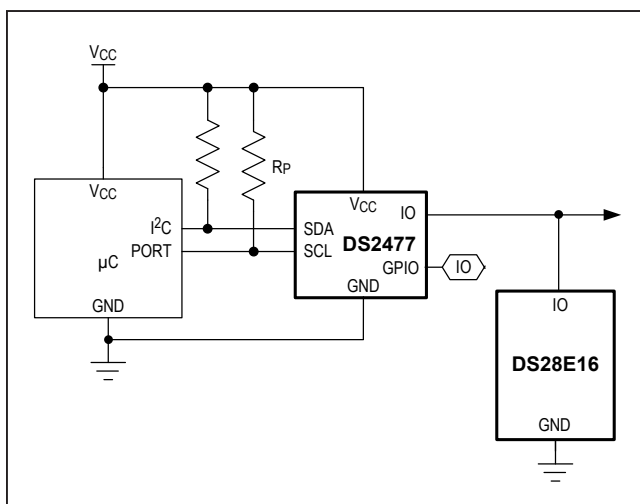 VCC
RP
VCC
I²C
PORT
µC
GND
SDA
SCL
VCC
IO
DS2477
GPIO
IO
GND
IO
DS28E16
GND